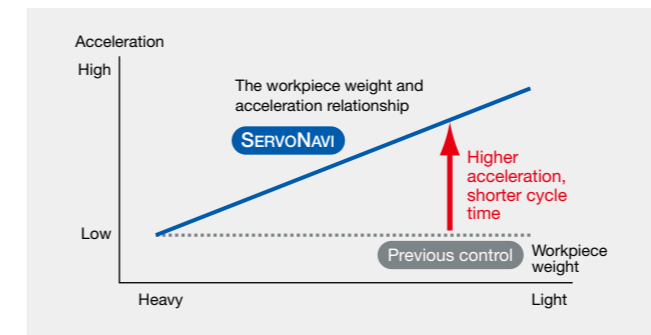 Acceleration
High
The workpiece weight and
acceleration relationship
SERVONAVI
Higher
acceleration,
shorter cycle
time
Low
Previous control
Workpiece
weight
Heavy
Light